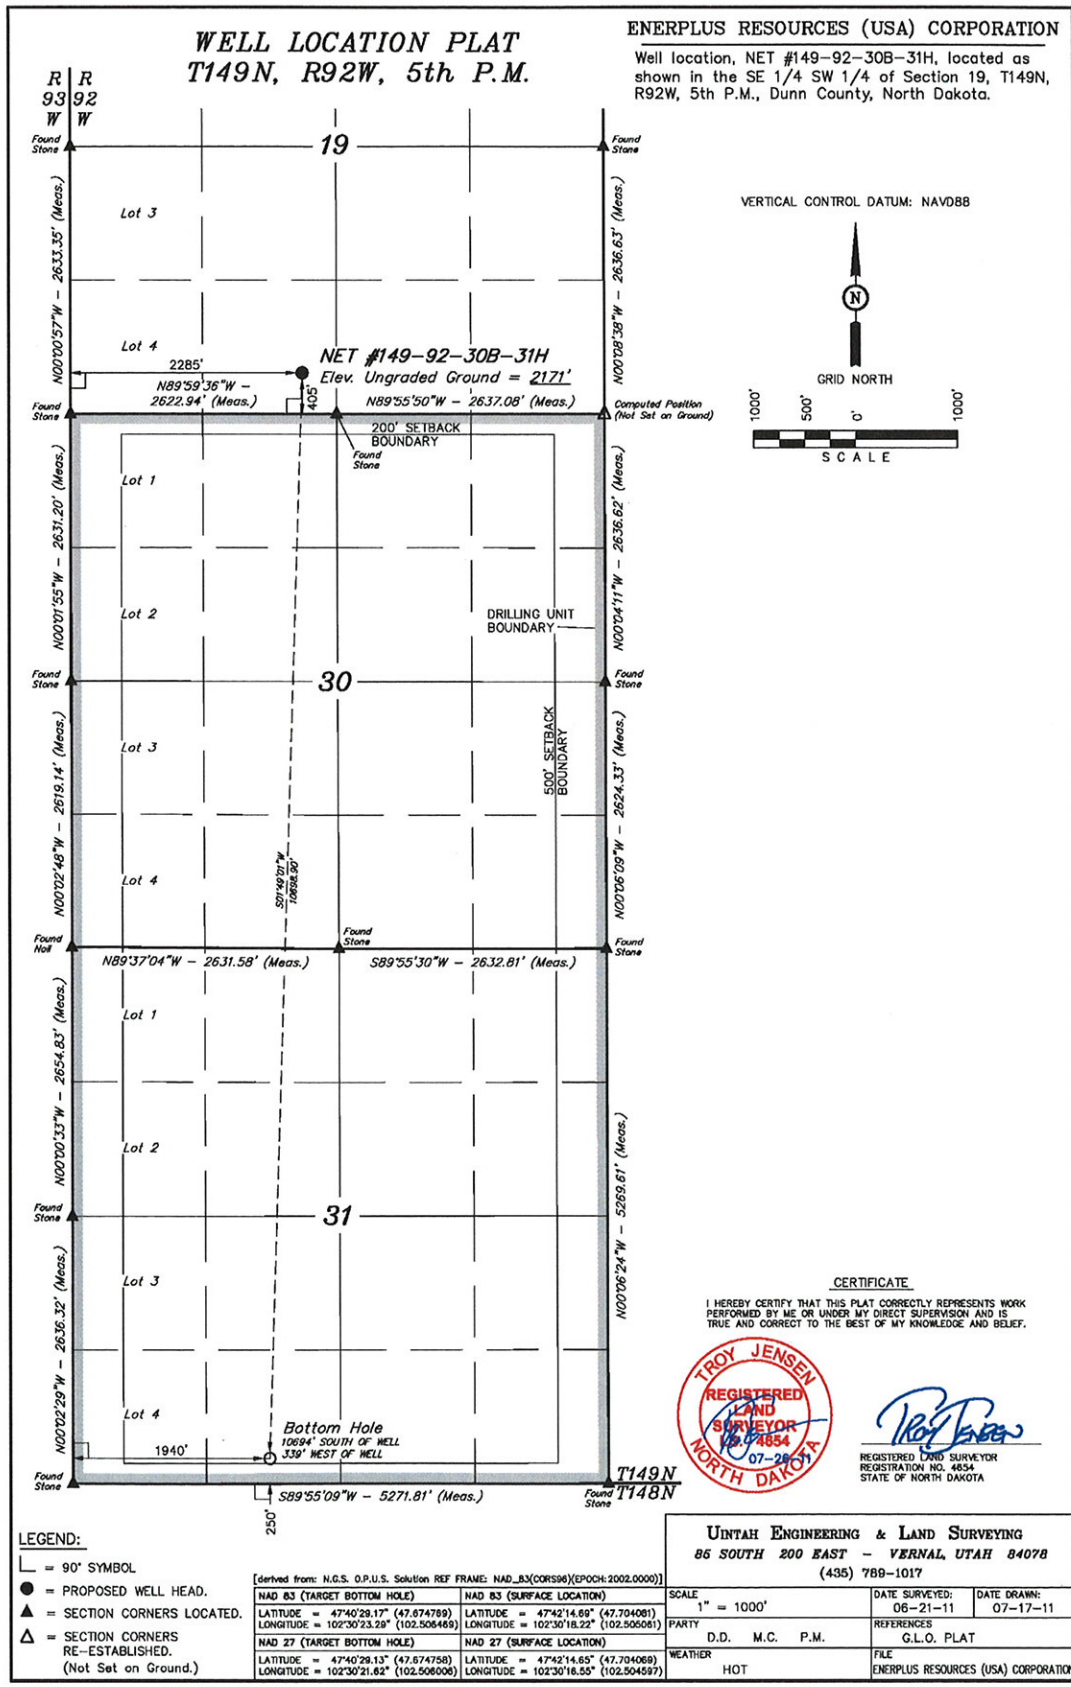 WELL LOCATION PLAT
T149N, R92W, 5th P.M.
ENERPLUS RESOURCES (USA) CORPORATION
Well location, NET #149-92-30B-31H, located as
shown in the SE 1/4 SW 1/4 of Section 19, T149N,
R92W, 5th P.M., Dunn County, North Dakota.
R R
93 92
W W
Found
Stone
19
Found
Stone
VERTICAL CONTROL DATUM: NAVD88
N
GRID NORTH
1000'
500'
0'
1000'
SCALE
N00°00'57"W - 2633.35' (Meas.)
N00°08'38"W - 2636.63' (Meas.)
Lot 3
Lot 4
2285'
NET #149-92-30B-31H
Elev. Ungraded Ground = 2171'
N89°59'36"W -
2622.94' (Meas.)
405'
N89°55'50"W - 2637.08' (Meas.)
Found
Stone
Computed Position
(Not Set on Ground)
200' SETBACK
BOUNDARY
Found
Stone
Lot 1
N00°01'55"W - 2631.20' (Meas.)
N00°04'11"W - 2636.62' (Meas.)
Lot 2
DRILLING UNIT
BOUNDARY
Found
Stone
30
Found
Stone
Lot 3
500' SETBACK
BOUNDARY
N00°02'48"W - 2619.14' (Meas.)
N00°06'09"W - 2624.33' (Meas.)
Lot 4
S01°49'01"W
10698.90'
Found
Nail
Found
Stone
Found
Stone
N89°37'04"W - 2631.58' (Meas.)
S89°55'30"W - 2632.81' (Meas.)
Lot 1
N00°00'33"W - 2654.83' (Meas.)
Lot 2
N00°06'24"W - 5269.61' (Meas.)
Found
Stone
31
Lot 3
N00°02'29"W - 2636.32' (Meas.)
Lot 4
Bottom Hole
10694' SOUTH OF WELL
339' WEST OF WELL
1940'
Found
Stone
S89°55'09"W - 5271.81' (Meas.)
250'
Found
Stone
T149N
T148N
CERTIFICATE
I HEREBY CERTIFY THAT THIS PLAT CORRECTLY REPRESENTS WORK
PERFORMED BY ME OR UNDER MY DIRECT SUPERVISION AND IS
TRUE AND CORRECT TO THE BEST OF MY KNOWLEDGE AND BELIEF.
TROY JENSEN
REGISTERED
LAND
SURVEYOR
4654
NORTH DAKOTA
Troy Jensen
REGISTERED LAND SURVEYOR
REGISTRATION NO. 4654
STATE OF NORTH DAKOTA
LEGEND:
= 90° SYMBOL
= PROPOSED WELL HEAD.
= SECTION CORNERS LOCATED.
= SECTION CORNERS
RE-ESTABLISHED.
(Not Set on Ground.)
[derived from: N.G.S. O.P.U.S. Solution REF FRAME: NAD_83(CORS96)(EPOCH:2002.0000)]
NAD 83 (TARGET BOTTOM HOLE)
LATITUDE = 47°40'29.17" (47.674769)
LONGITUDE = 102°30'23.29" (102.506469)
NAD 83 (SURFACE LOCATION)
LATITUDE = 47°42'14.69" (47.704081)
LONGITUDE = 102°30'18.22" (102.505061)
NAD 27 (TARGET BOTTOM HOLE)
LATITUDE = 47°40'29.13" (47.674758)
LONGITUDE = 102°30'21.62" (102.506006)
NAD 27 (SURFACE LOCATION)
LATITUDE = 47°42'14.65" (47.704069)
LONGITUDE = 102°30'16.55" (102.504597)
UINTAH ENGINEERING & LAND SURVEYING
85 SOUTH 200 EAST - VERNAL, UTAH 84078
(435) 789-1017
SCALE
1" = 1000'
DATE SURVEYED:
06-21-11
DATE DRAWN:
07-17-11
PARTY
D.D. M.C. P.M.
REFERENCES
G.L.O. PLAT
WEATHER
HOT
FILE
ENERPLUS RESOURCES (USA) CORPORATION